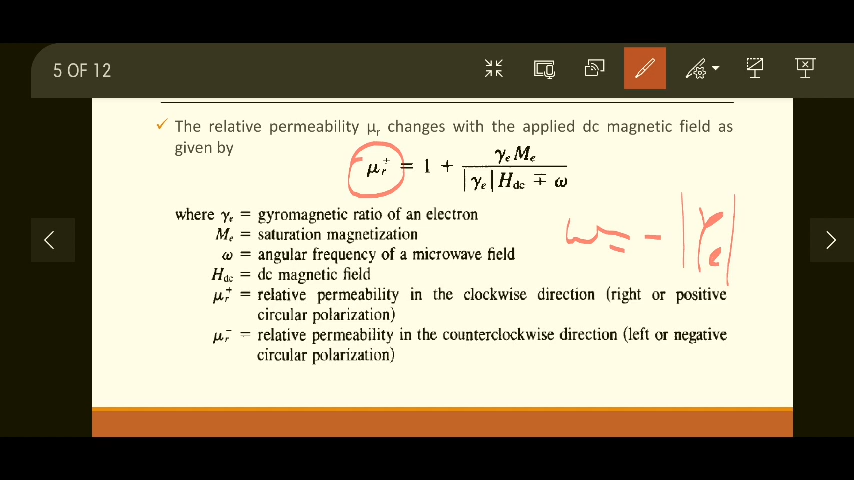 5 OF 12
✓ The relative permeability μr changes with the applied dc magnetic field as
given by
μr⁺ = 1 + γe Me / (|γe| Hdc ∓ ω)
where γe = gyromagnetic ratio of an electron
ω = - |γe|
Me = saturation magnetization
ω = angular frequency of a microwave field
Hdc = dc magnetic field
μr⁺ = relative permeability in the clockwise direction (right or positive
circular polarization)
μr⁻ = relative permeability in the counterclockwise direction (left or negative
circular polarization)